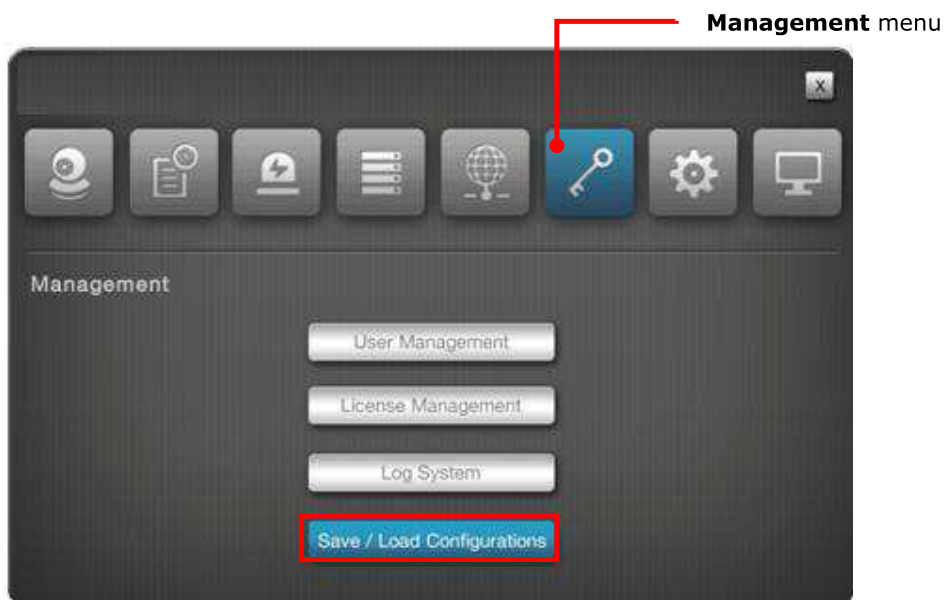 Management menu
X
Management
User Management
License Management
Log System
Save / Load Configurations